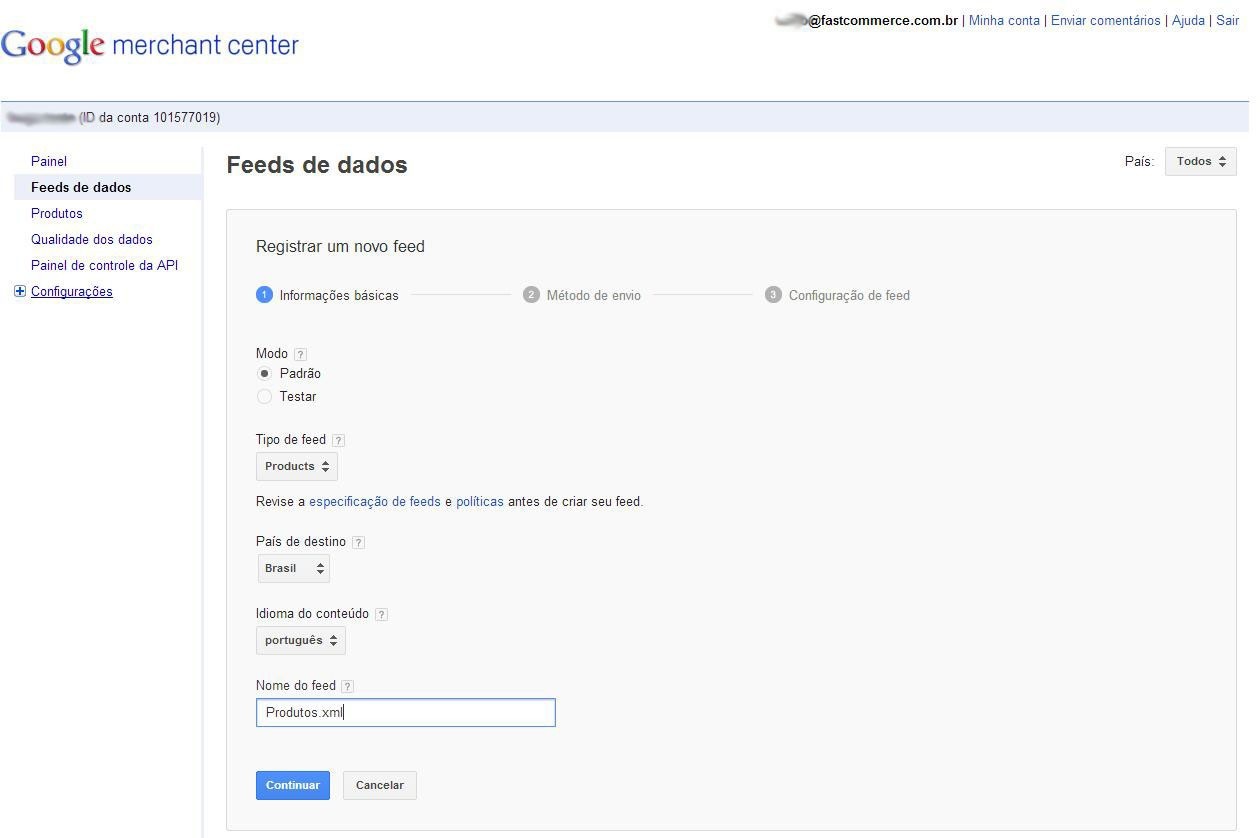 @fastcommerce.com.br | Minha conta | Enviar comentários | Ajuda | Sair
Google merchant center
(ID da conta 101577019)
Painel
Feeds de dados
Produtos
Qualidade dos dados
Painel de controle da API
Configurações
Feeds de dados
País: Todos
Registrar um novo feed
1 Informações básicas 2 Método de envio 3 Configuração de feed
Modo ?
Padrão
Testar
Tipo de feed ?
Products
Revise a especificação de feeds e políticas antes de criar seu feed.
País de destino ?
Brasil
Idioma do conteúdo ?
português
Nome do feed ?
Produtos.xml
Continuar Cancelar